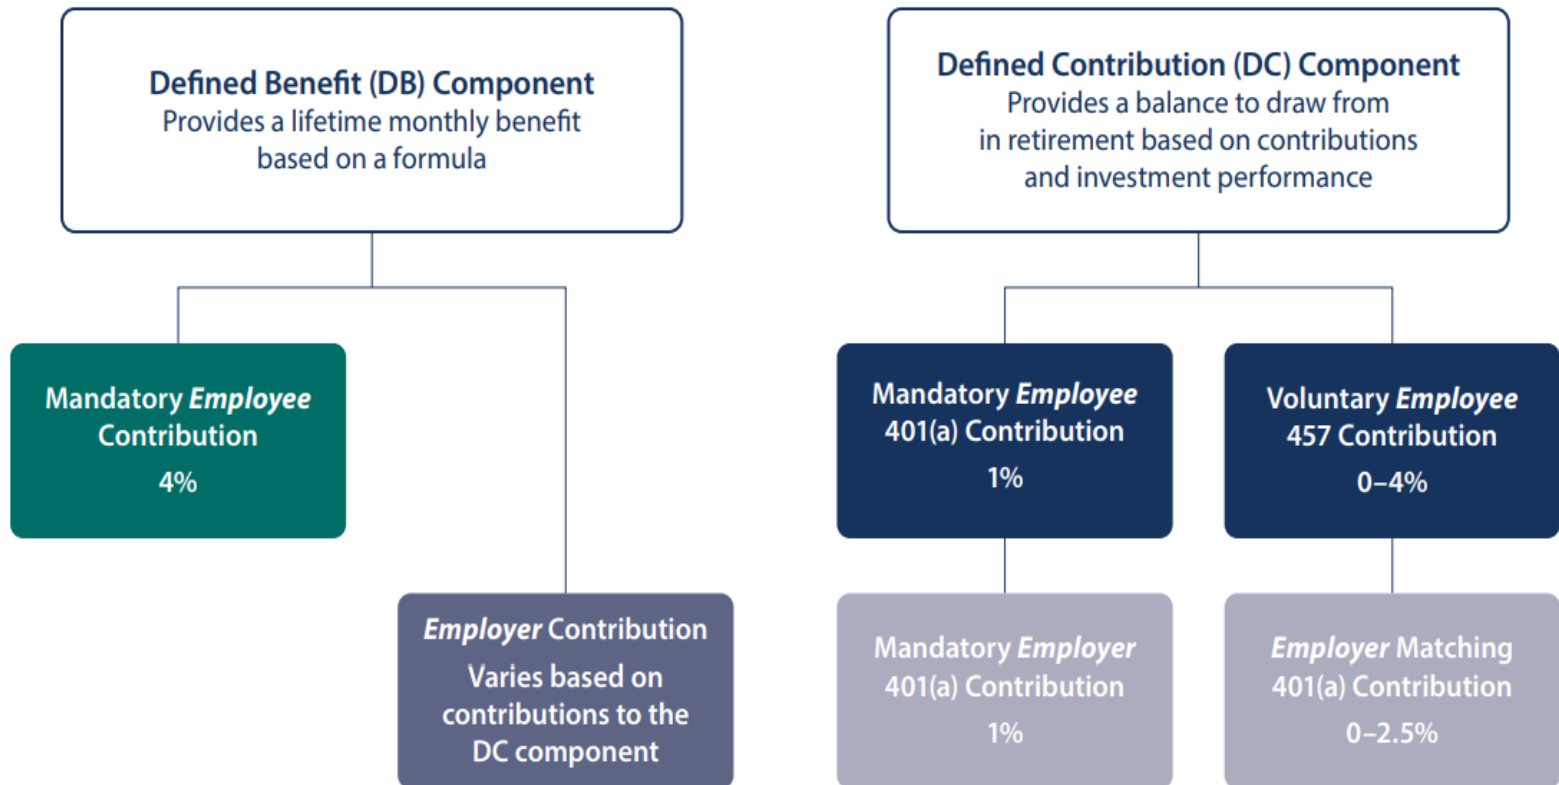 Defined Benefit (DB) Component
Provides a lifetime monthly benefit
based on a formula
Defined Contribution (DC) Component
Provides a balance to draw from
in retirement based on contributions
and investment performance
Mandatory Employee
Contribution
4%
Employer Contribution
Varies based on
contributions to the
DC component
Mandatory Employee
401(a) Contribution
1%
Voluntary Employee
457 Contribution
0–4%
Mandatory Employer
401(a) Contribution
1%
Employer Matching
401(a) Contribution
0–2.5%